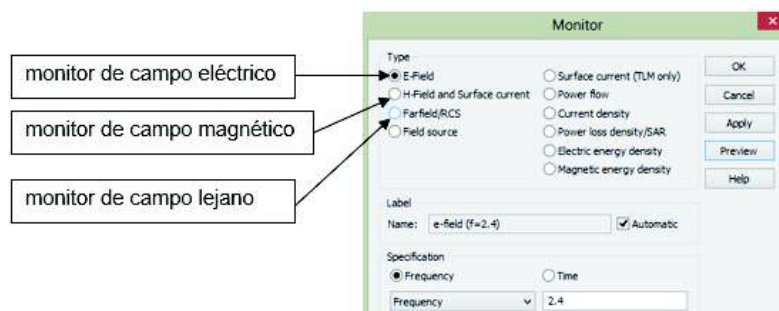 monitor de campo eléctrico
monitor de campo magnético
monitor de campo lejano
Monitor
Type
E-Field
H-Field and Surface current
Farfield/RCS
Field source
Surface current (TLM only)
Power flow
Current density
Power loss density/SAR
Electric energy density
Magnetic energy density
OK
Cancel
Apply
Preview
Help
Label
Name: e-field (f=2.4) Automatic
Specification
Frequency Time
Frequency 2.4